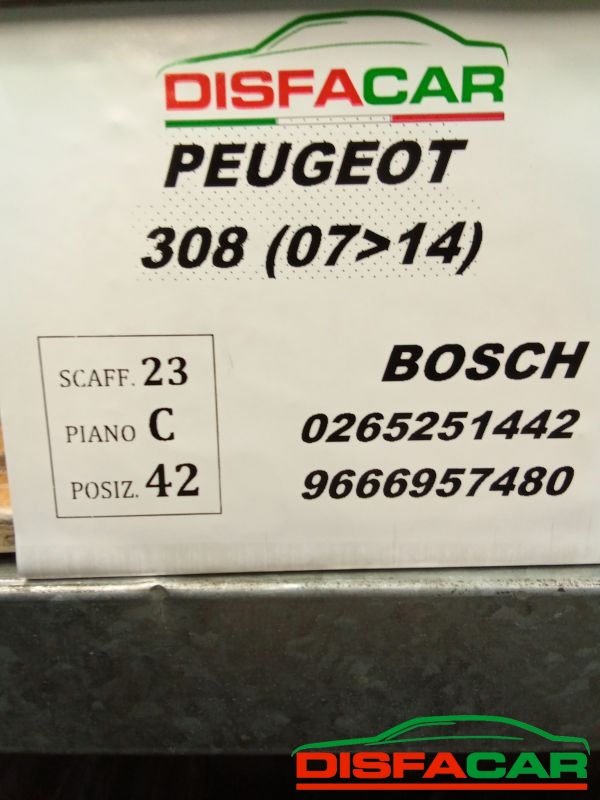 DISFACAR
PEUGEOT
308 (07>14)
SCAFF. 23
PIANO C
POSIZ. 42
BOSCH
0265251442
9666957480
DISFACAR